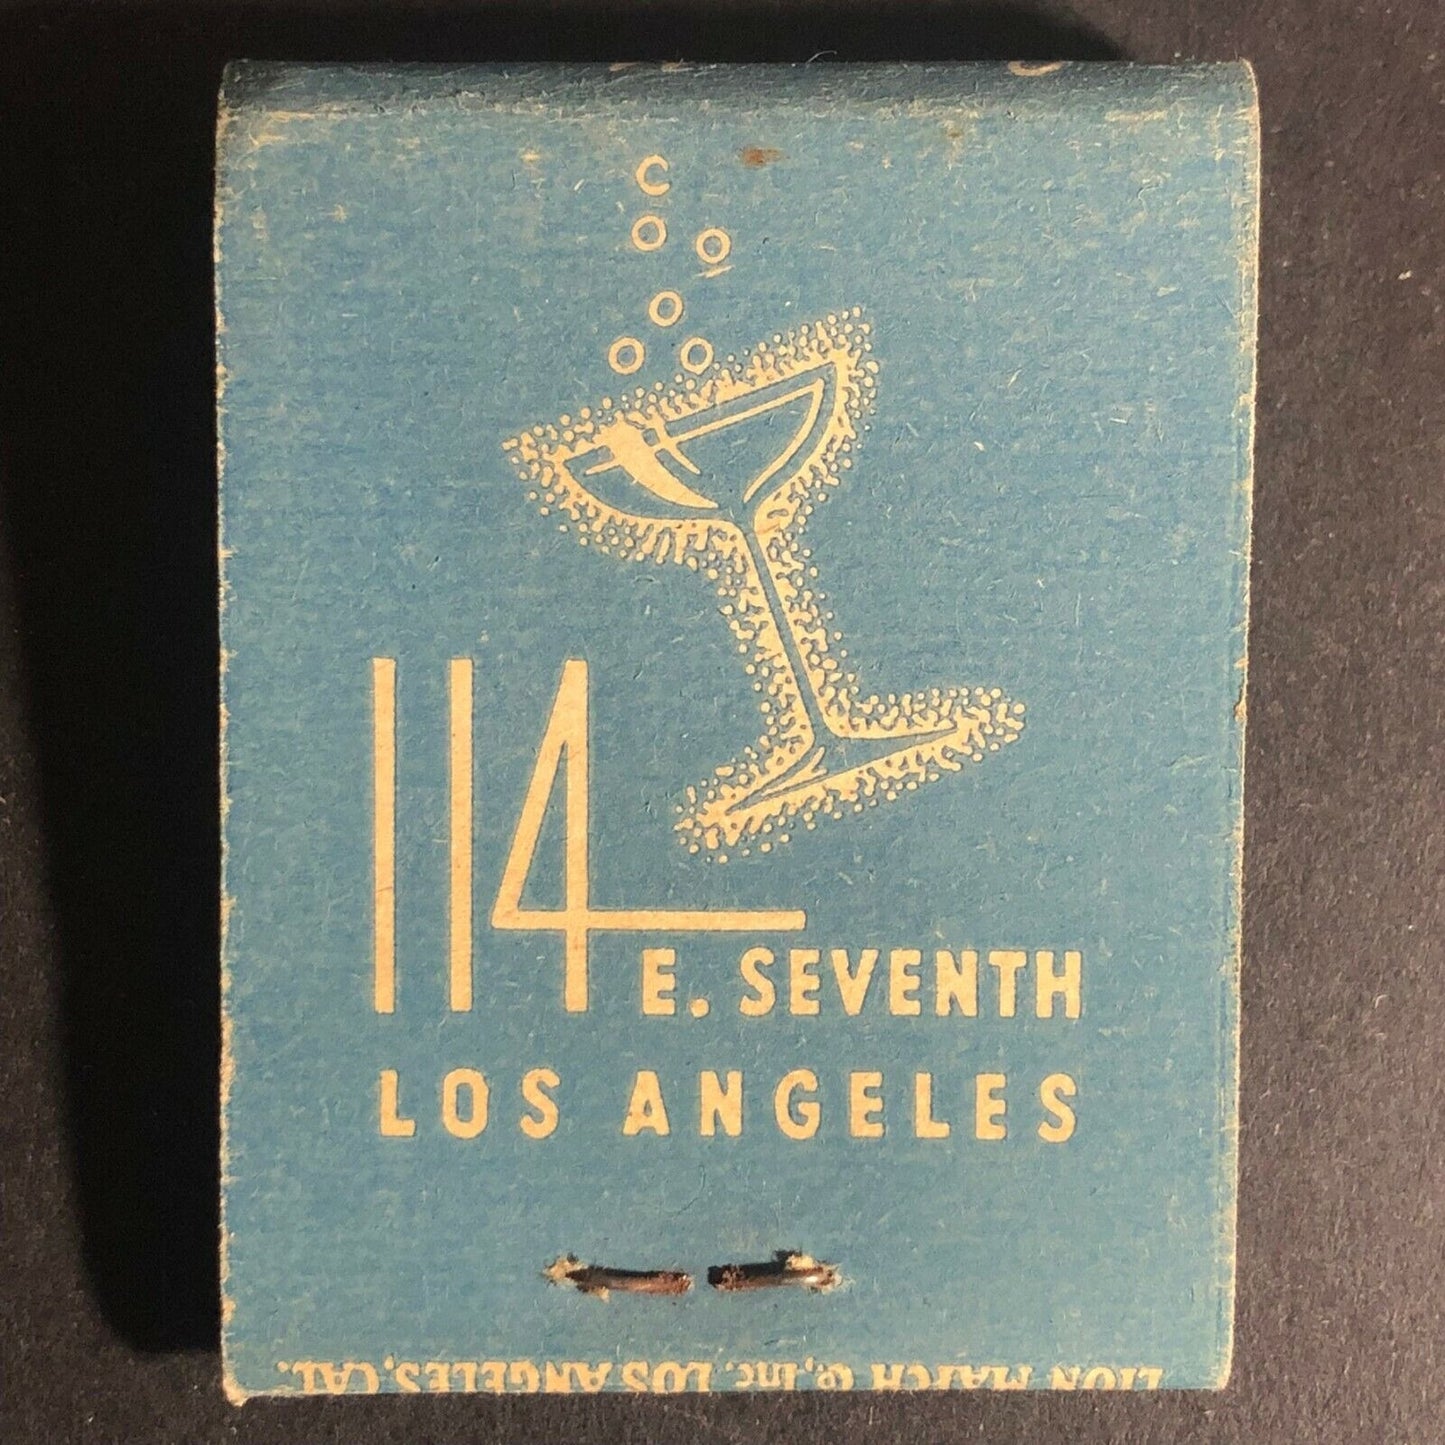 114 E. SEVENTH
LOS ANGELES
LION MATCH Co., Inc. LOS ANGELES, CAL.